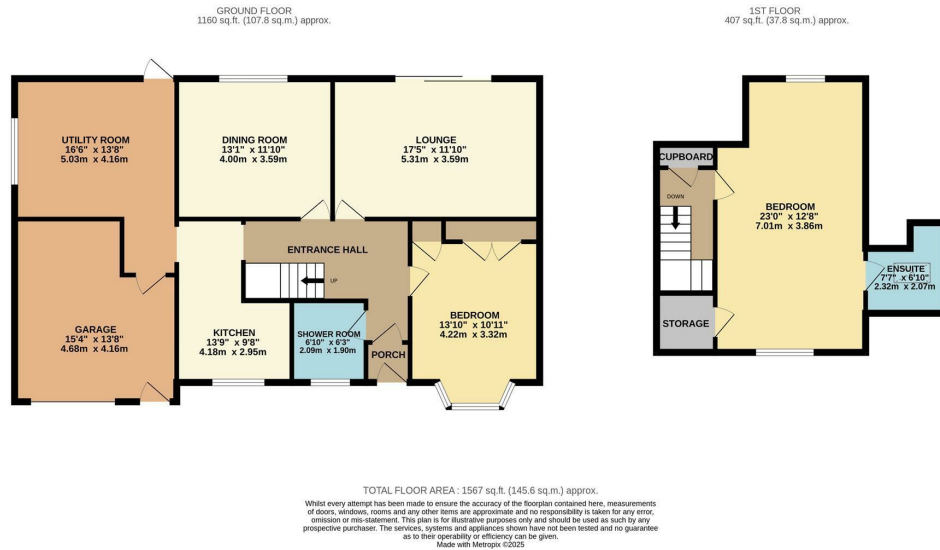 GROUND FLOOR
1160 sq.ft. (107.8 sq.m.) approx.
1ST FLOOR
407 sq.ft. (37.8 sq.m.) approx.
UTILITY ROOM
16'6" x 13'8"
5.03m x 4.16m
DINING ROOM
13'1" x 11'10"
4.00m x 3.59m
LOUNGE
17'5" x 11'10"
5.31m x 3.59m
ENTRANCE HALL
UP
GARAGE
15'4" x 13'8"
4.68m x 4.16m
KITCHEN
13'9" x 9'8"
4.18m x 2.95m
SHOWER ROOM
6'10" x 6'3"
2.09m x 1.90m
PORCH
BEDROOM
13'10" x 10'11"
4.22m x 3.32m
CUPBOARD
DOWN
BEDROOM
23'0" x 12'8"
7.01m x 3.86m
ENSUITE
7'7" x 6'10"
2.32m x 2.07m
STORAGE
TOTAL FLOOR AREA : 1567 sq.ft. (145.6 sq.m.) approx.
Whilst every attempt has been made to ensure the accuracy of the floorplan contained here, measurements
of doors, windows, rooms and any other items are approximate and no responsibility is taken for any error,
omission or mis-statement. This plan is for illustrative purposes only and should be used as such by any
prospective purchaser. The services, systems and appliances shown have not been tested and no guarantee
as to their operability or efficiency can be given.
Made with Metropix ©2025